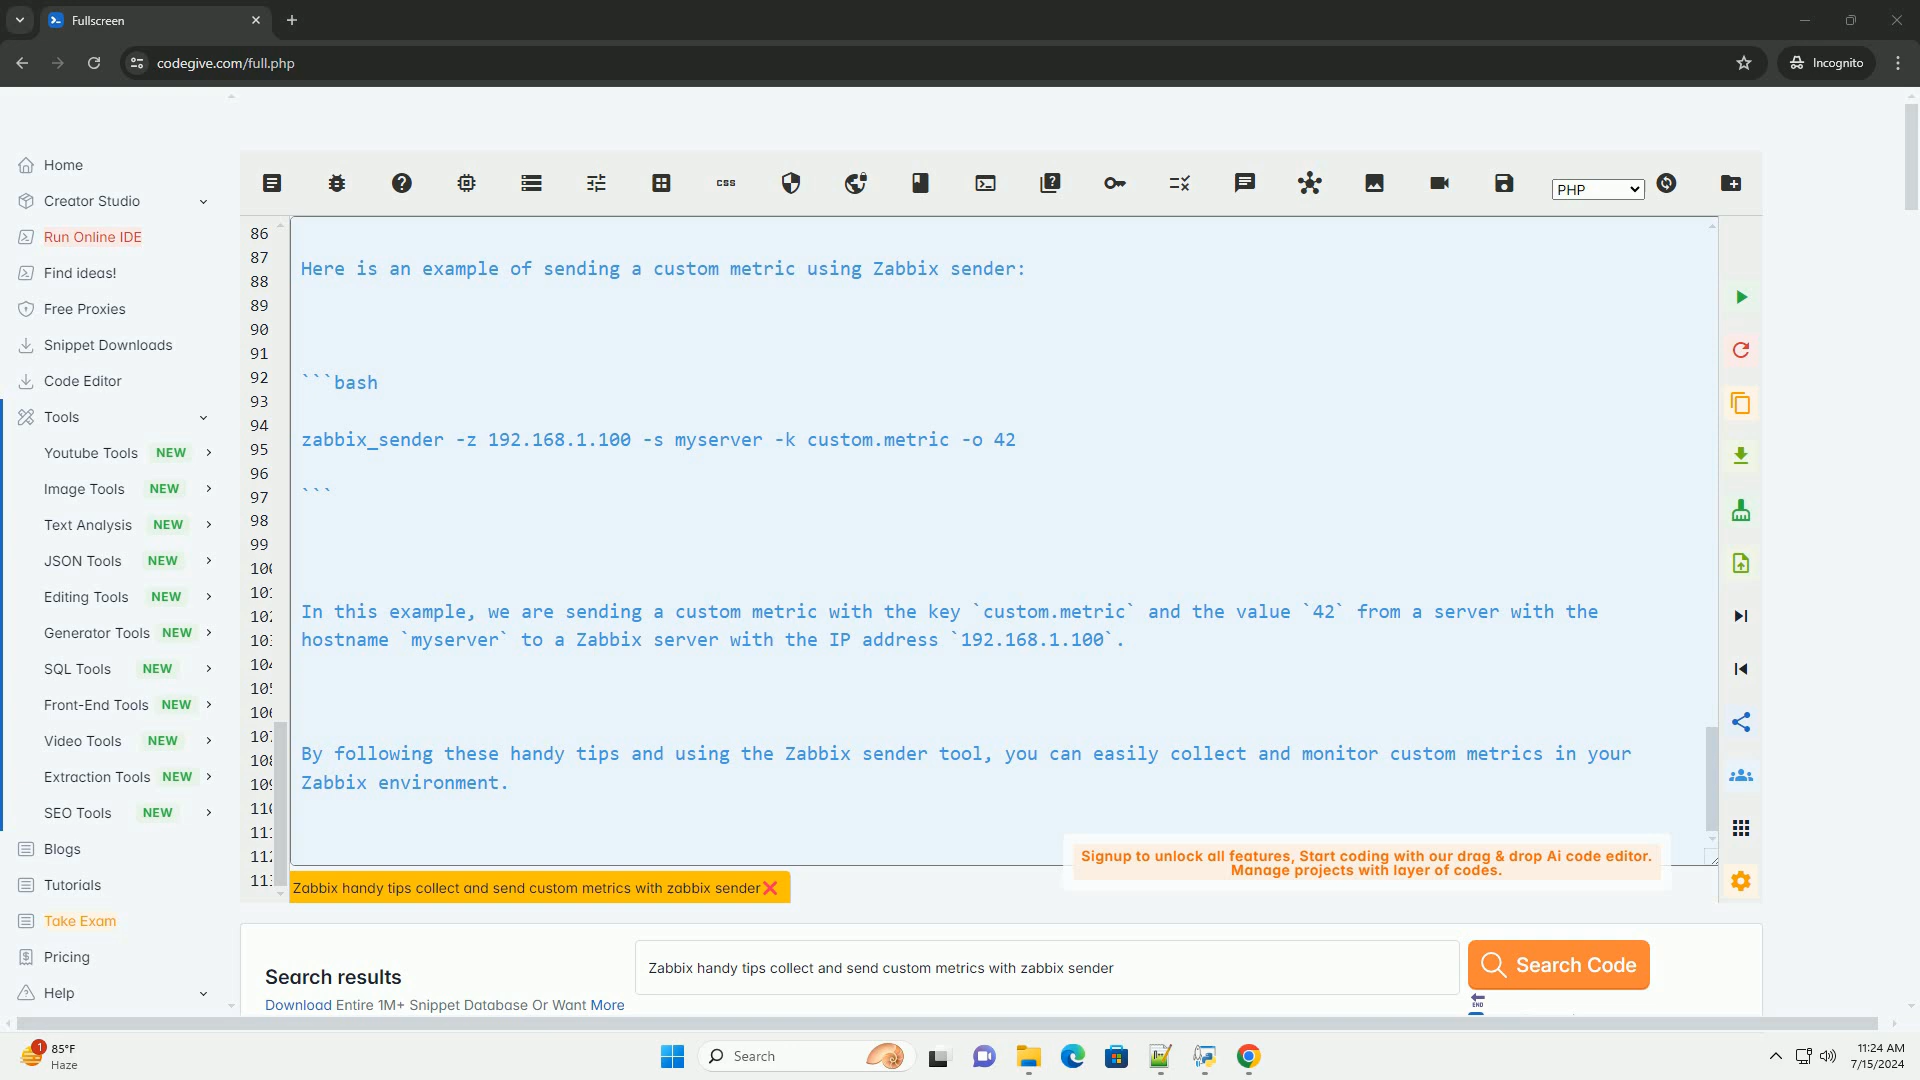 Fullscreen
codegive.com/full.php
Incognito
Home
Creator Studio
Run Online IDE
Find ideas!
Free Proxies
Snippet Downloads
Code Editor
Tools
Youtube Tools NEW
Image Tools NEW
Text Analysis NEW
JSON Tools NEW
Editing Tools NEW
Generator Tools NEW
SQL Tools NEW
Front-End Tools NEW
Video Tools NEW
Extraction Tools NEW
SEO Tools NEW
Blogs
Tutorials
Take Exam
Pricing
Help
css
PHP
86
87
88
89
90
91
92
93
94
95
96
97
98
99
Here is an example of sending a custom metric using Zabbix sender:
```bash
zabbix_sender -z 192.168.1.100 -s myserver -k custom.metric -o 42
```
In this example, we are sending a custom metric with the key `custom.metric` and the value `42` from a server with the
hostname `myserver` to a Zabbix server with the IP address `192.168.1.100`.
By following these handy tips and using the Zabbix sender tool, you can easily collect and monitor custom metrics in your
Zabbix environment.
Signup to unlock all features, Start coding with our drag & drop Ai code editor.
Manage projects with layer of codes.
Zabbix handy tips collect and send custom metrics with zabbix sender
Search results
Download Entire 1M+ Snippet Database Or Want More
Zabbix handy tips collect and send custom metrics with zabbix sender
Search Code
END
1
85°F
Haze
Search
11:24 AM
7/15/2024